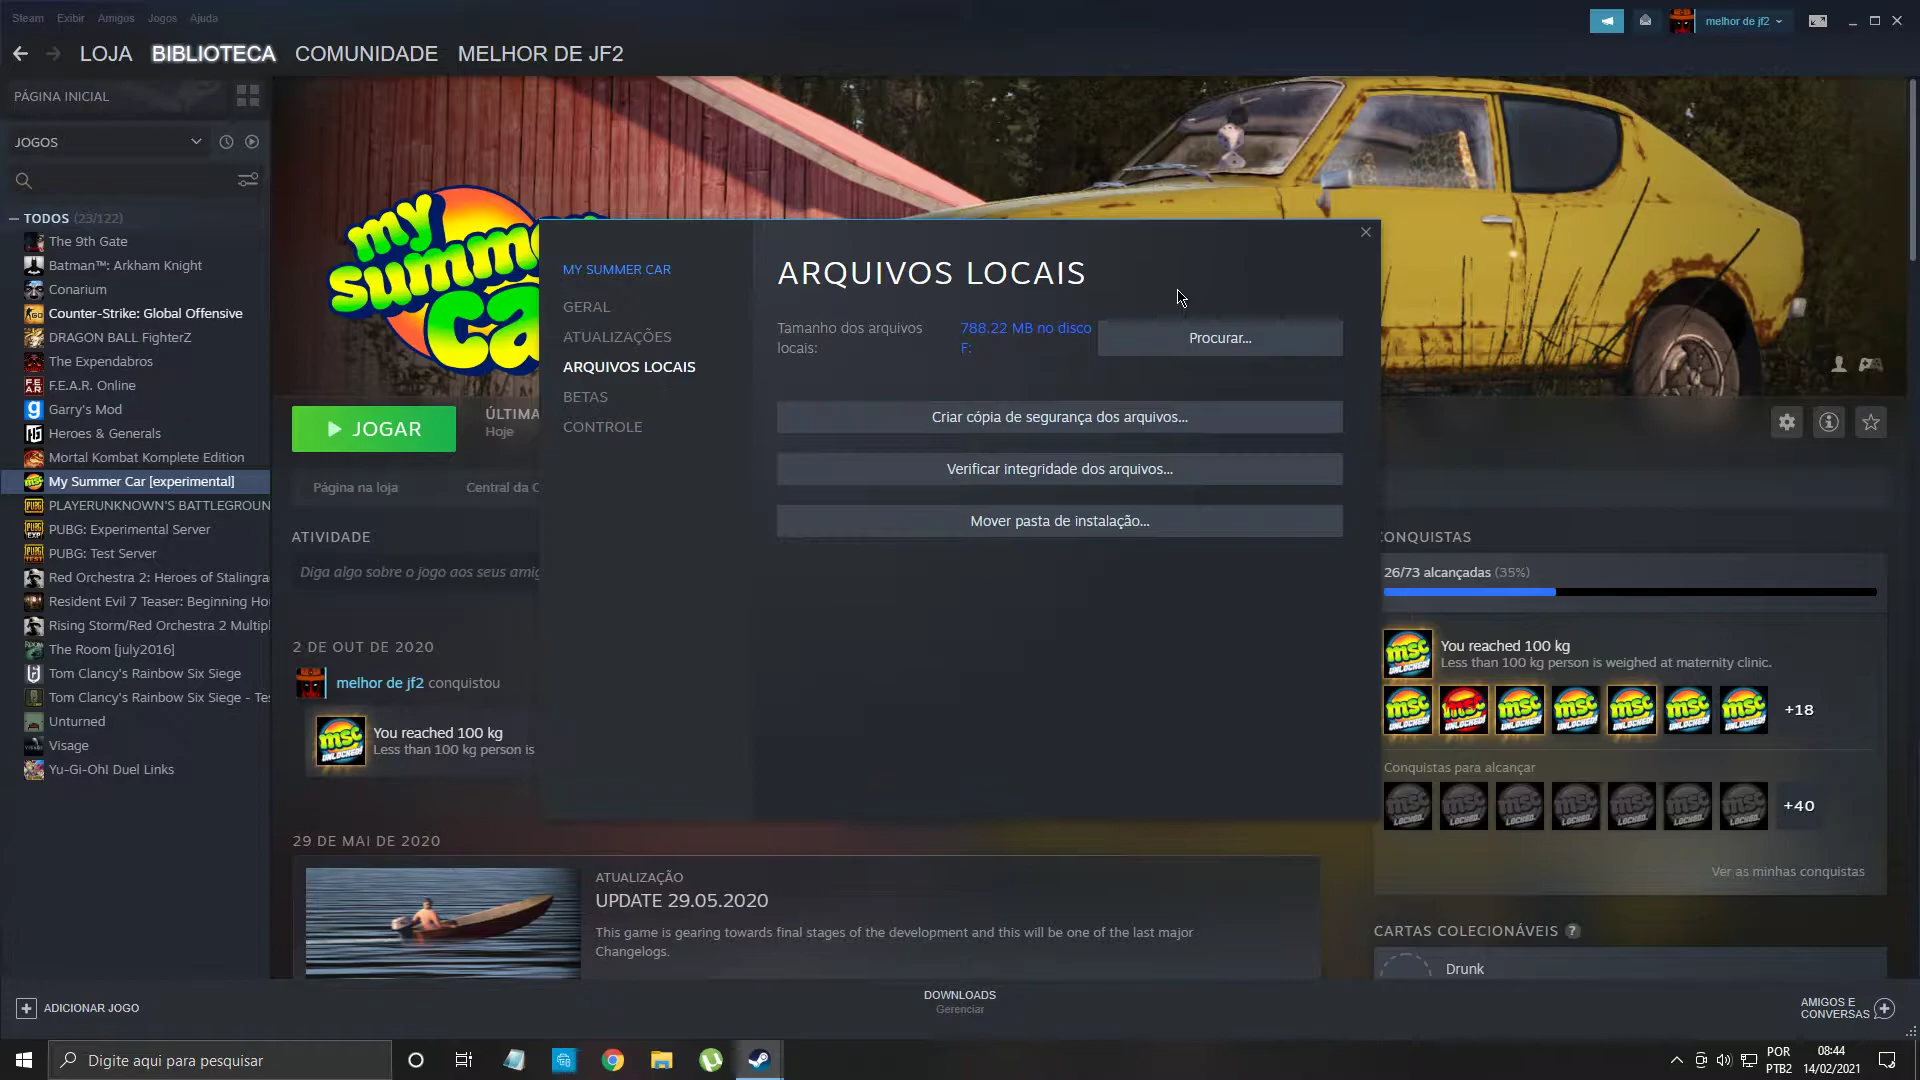 Steam Exibir Amigos Jogos Ajuda
melhor de jf2
LOJA BIBLIOTECA COMUNIDADE MELHOR DE JF2
PÁGINA INICIAL
JOGOS
TODOS (23/122)
The 9th Gate
Batman™: Arkham Knight
Conarium
Counter-Strike: Global Offensive
DRAGON BALL FighterZ
The Expendabros
F.E.A.R. Online
Garry's Mod
Heroes & Generals
Mortal Kombat Komplete Edition
My Summer Car [experimental]
PLAYERUNKNOWN'S BATTLEGROUN
PUBG: Experimental Server
PUBG: Test Server
Red Orchestra 2: Heroes of Stalingra
Resident Evil 7 Teaser: Beginning Ho
Rising Storm/Red Orchestra 2 Multipl
The Room [july2016]
Tom Clancy's Rainbow Six Siege
Tom Clancy's Rainbow Six Siege - Tes
Unturned
Visage
Yu-Gi-Oh! Duel Links
my
summe
ca
JOGAR
ÚLTIMA
Hoje
Página na loja Central da C
ATIVIDADE
Diga algo sobre o jogo aos seus amig
2 DE OUT DE 2020
melhor de jf2 conquistou
msc
UNLOCKED!
You reached 100 kg
Less than 100 kg person is
29 DE MAI DE 2020
ATUALIZAÇÃO
UPDATE 29.05.2020
This game is gearing towards final stages of the development and this will be one of the last major
Changelogs.
MY SUMMER CAR
GERAL
ATUALIZAÇÕES
ARQUIVOS LOCAIS
BETAS
CONTROLE
ARQUIVOS LOCAIS
Tamanho dos arquivos
locais:
788.22 MB no disco
F:
Procurar...
Criar cópia de segurança dos arquivos...
Verificar integridade dos arquivos...
Mover pasta de instalação...
CONQUISTAS
26/73 alcançadas (35%)
msc
UNLOCKED!
You reached 100 kg
Less than 100 kg person is weighed at maternity clinic.
+18
Conquistas para alcançar
+40
Ver as minhas conquistas
CARTAS COLECIONÁVEIS ?
Drunk
ADICIONAR JOGO
DOWNLOADS
Gerenciar
AMIGOS E
CONVERSAS
Digite aqui para pesquisar
POR
PTB2
08:44
14/02/2021